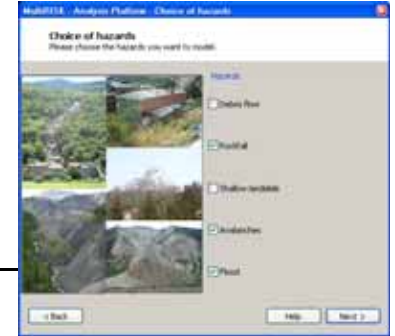 MultiRISK - Analysis Platform - Choice of hazards
Choice of hazards
Please choose the hazards you want to model.
Hazards
Debris flow
Rockfall
Shallow landslide
Avalanches
Flood
< Back
Help
Next >